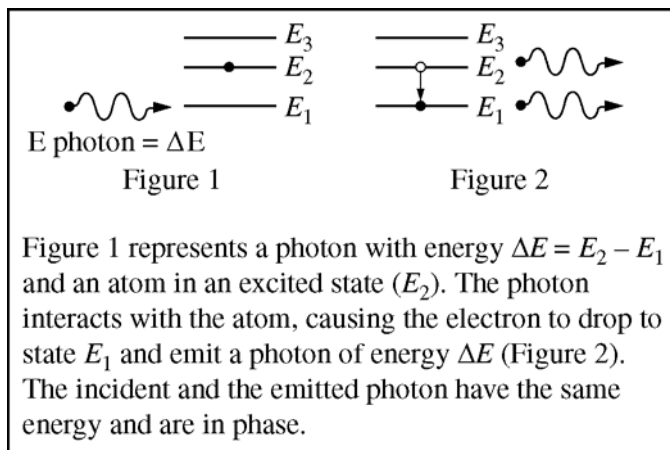 E₃ E₃
E₂ E₂
E₁ E₁
E photon = ΔE
Figure 1 Figure 2
Figure 1 represents a photon with energy ΔE = E₂ – E₁
and an atom in an excited state (E₂). The photon
interacts with the atom, causing the electron to drop to
state E₁ and emit a photon of energy ΔE (Figure 2).
The incident and the emitted photon have the same
energy and are in phase.